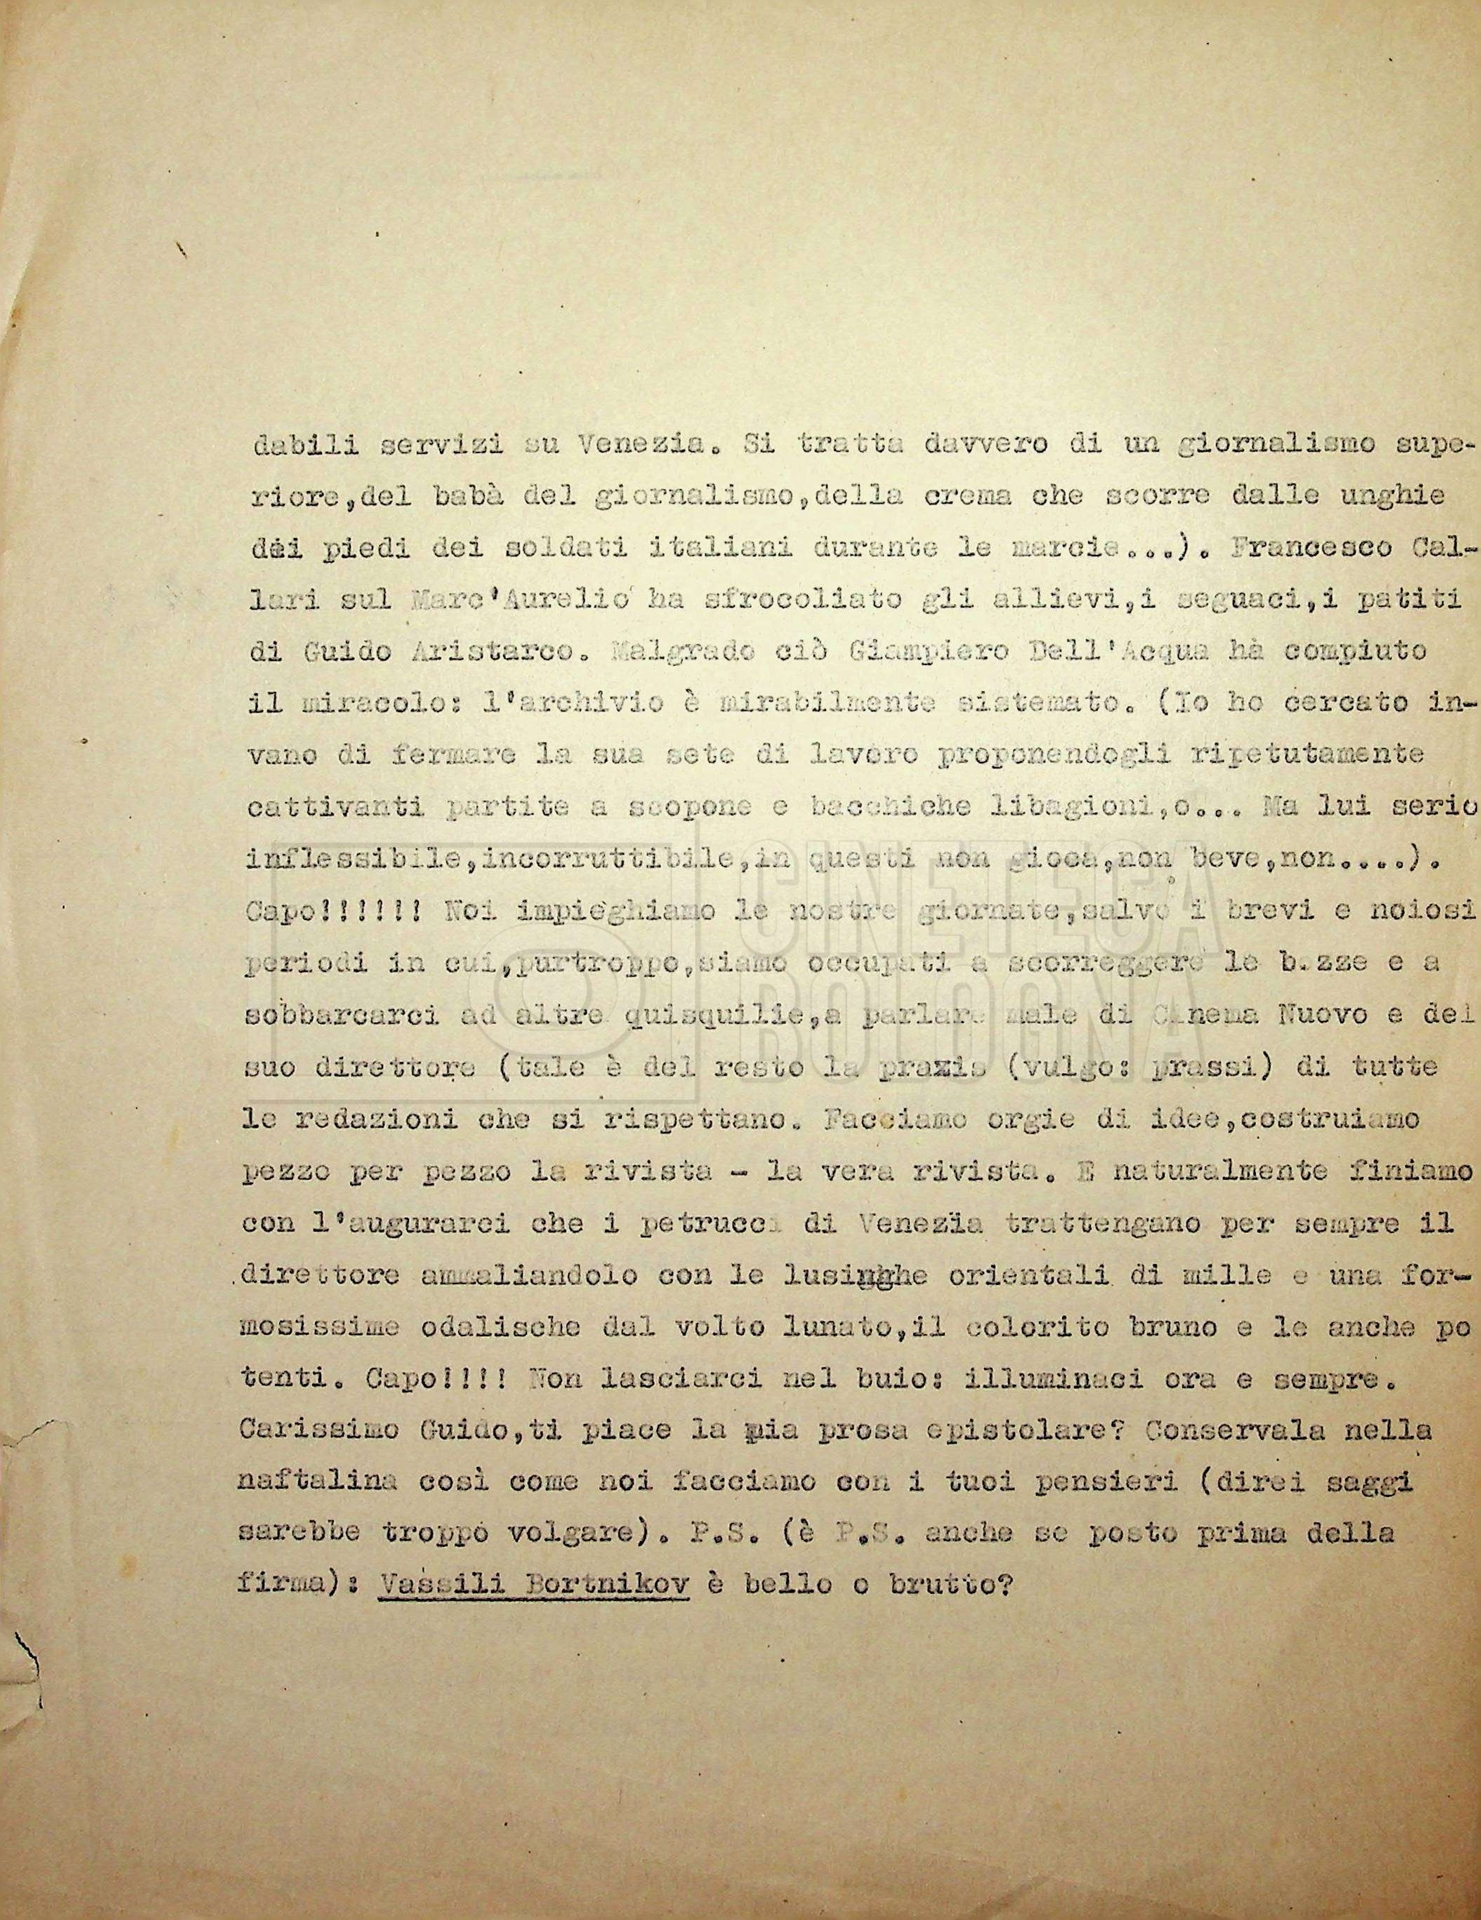 dabili servizi su Venezia. Si tratta davvero di un giornalismo supe-
riore,del babà del giornalismo,della crema che scorre dalle unghie
dei piedi dei soldati italiani durante le marcie...). Francesco Cal-
lari sul Marc'Aurelio ha sfrocoliato gli allievi,i seguaci,i patiti
di Guido Aristarco. Malgrado ciò Giampiero Dell'Acqua hà compiuto
il miracolo: l'archivio è mirabilmente sistemato. (Io ho cercato in-
vano di fermare la sua sete di lavoro proponendogli ripetutamente
cattivanti partite a scopone e bacchiche libagioni,o... Ma lui serio
inflessibile,incorruttibile,in questi non gioca,non beve,non....).
Capo!!!!!! Noi impieghiamo le nostre giornate,salvo i brevi e noiosi
periodi in cui,purtroppo,siamo occupati a scorreggere le b.zze e a
sobbarcarci ad altre quisquilie,a parlare male di Cinema Nuovo e del
suo direttore (tale è del resto la praxis (vulgo: prassi) di tutte
le redazioni che si rispettano. Facciamo orgie di idee,costruiamo
pezzo per pezzo la rivista - la vera rivista. E naturalmente finiamo
con l'augurarci che i petrucci di Venezia trattengano per sempre il
direttore ammaliandolo con le lusinghe orientali di mille e una for-
mosissime odalische dal volto lunato,il colorito bruno e le anche po
tenti. Capo!!!! Non lasciarci nel buio: illuminaci ora e sempre.
Carissimo Guido,ti piace la mia prosa epistolare? Conservala nella
naftalina così come noi facciamo con i tuoi pensieri (direi saggi
sarebbe troppo volgare). P.S. (è P.S. anche se posto prima della
firma): Vassili Bortnikov è bello o brutto?
CINETECA
BOLOGNA